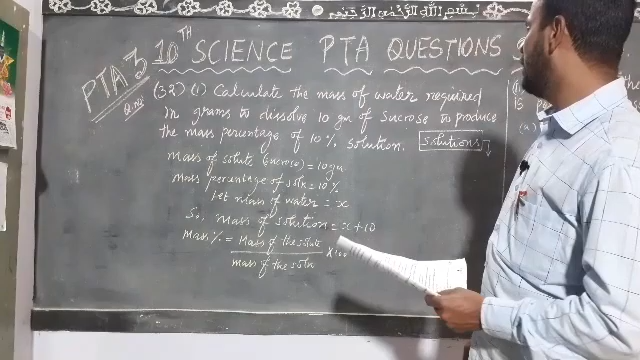 10TH SCIENCE PTA QUESTIONS
PTA 3
Q.no
(32) (i) Calculate the mass of water required
in grams to dissolve 10 gm of sucrose to produce
the mass percentage of 10% solution.
Solutions
Mass of solute (sucrose) = 10gm
Mass percentage of soln = 10%
Let mass of water = x
So, mass of solution = x + 10
Mass % = Mass of the solute
mass of the soln
x100
(a)